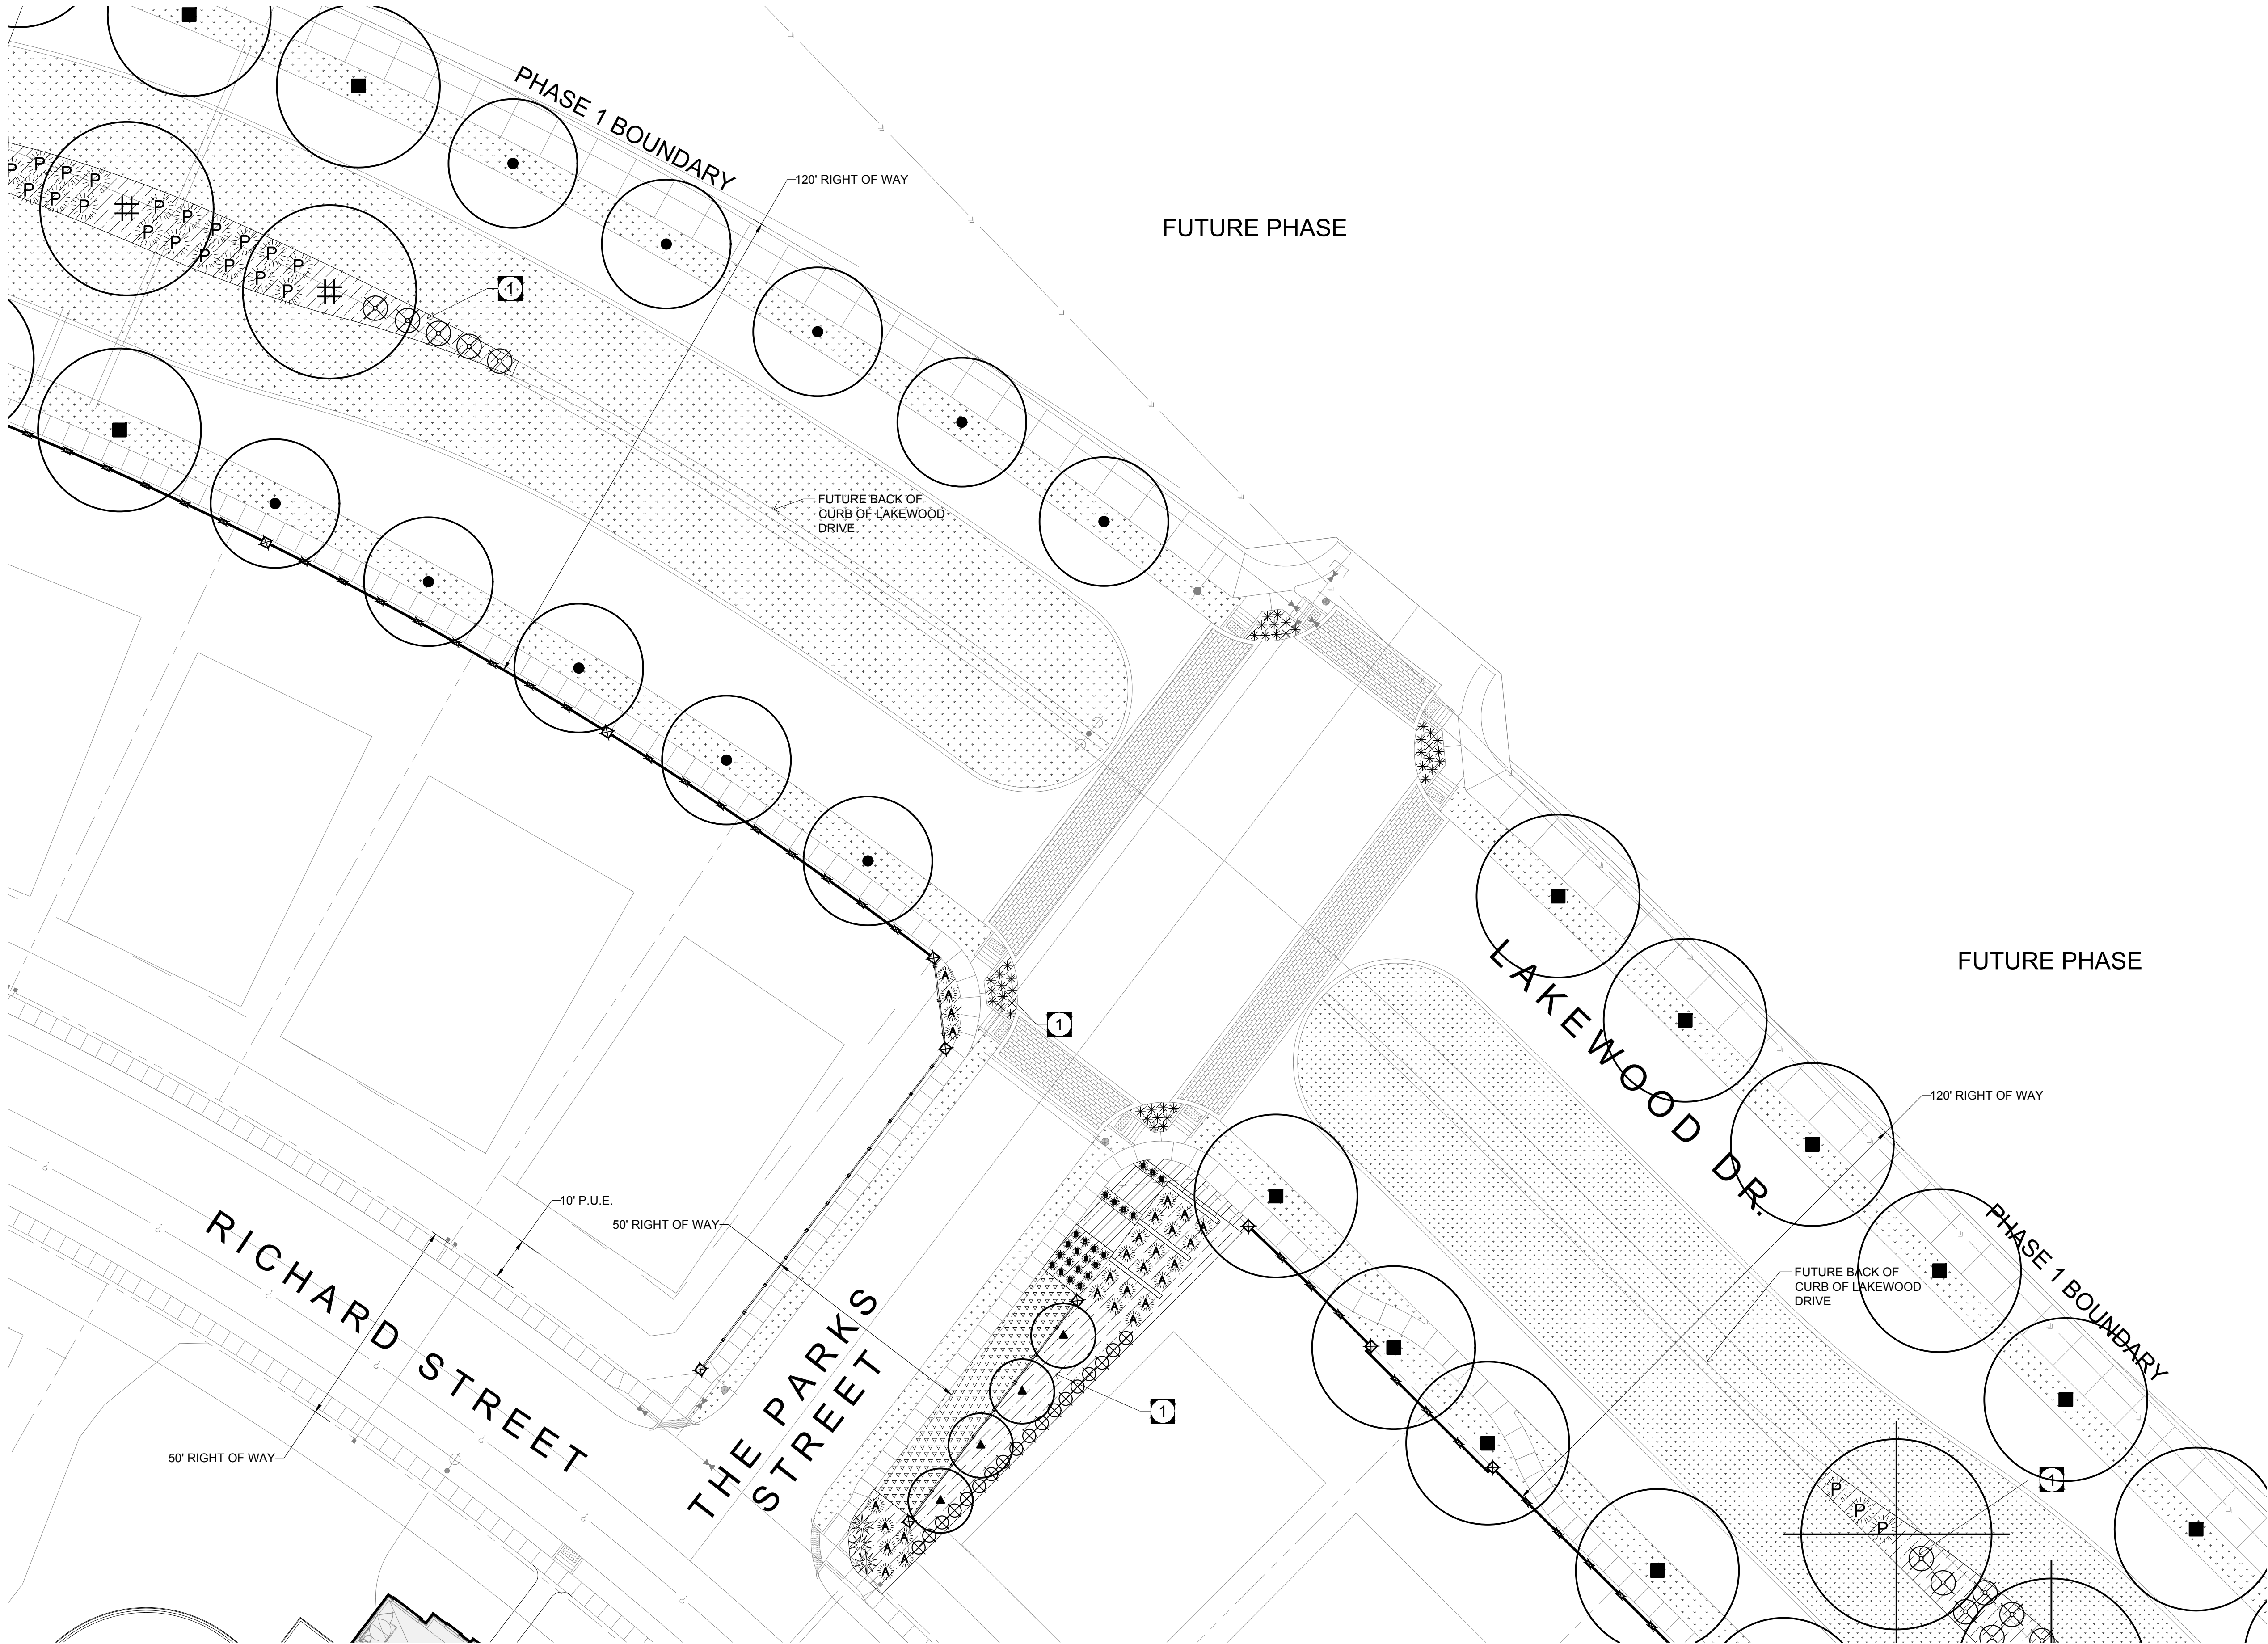 PHASE 1 BOUNDARY
120' RIGHT OF WAY
FUTURE PHASE
P P P P P P P
# P P P P P P
P P P P P P
#
1
FUTURE BACK OF
CURB OF LAKEWOOD
DRIVE
LAKEWOOD DR.
FUTURE PHASE
A
A
A
A
1
120' RIGHT OF WAY
10' P.U.E.
50' RIGHT OF WAY
RICHARD STREET
THE PARKS
STREET
50' RIGHT OF WAY
A A A A A A A A A A A A A A A A A A A A
1
FUTURE BACK OF
CURB OF LAKEWOOD
DRIVE
PHASE 1 BOUNDARY
1
P
P
P
A A A A A A A